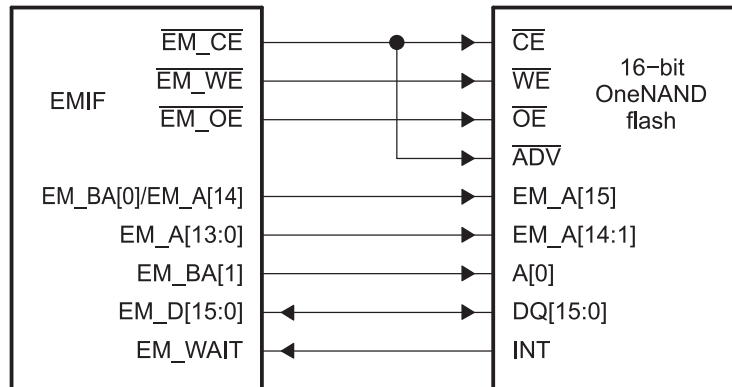 EM_CE CE
EM_WE WE 16-bit
EMIF OneNAND
EM_OE OE flash
ADV
EM_BA[0]/EM_A[14] EM_A[15]
EM_A[13:0] EM_A[14:1]
EM_BA[1] A[0]
EM_D[15:0] DQ[15:0]
EM_WAIT INT